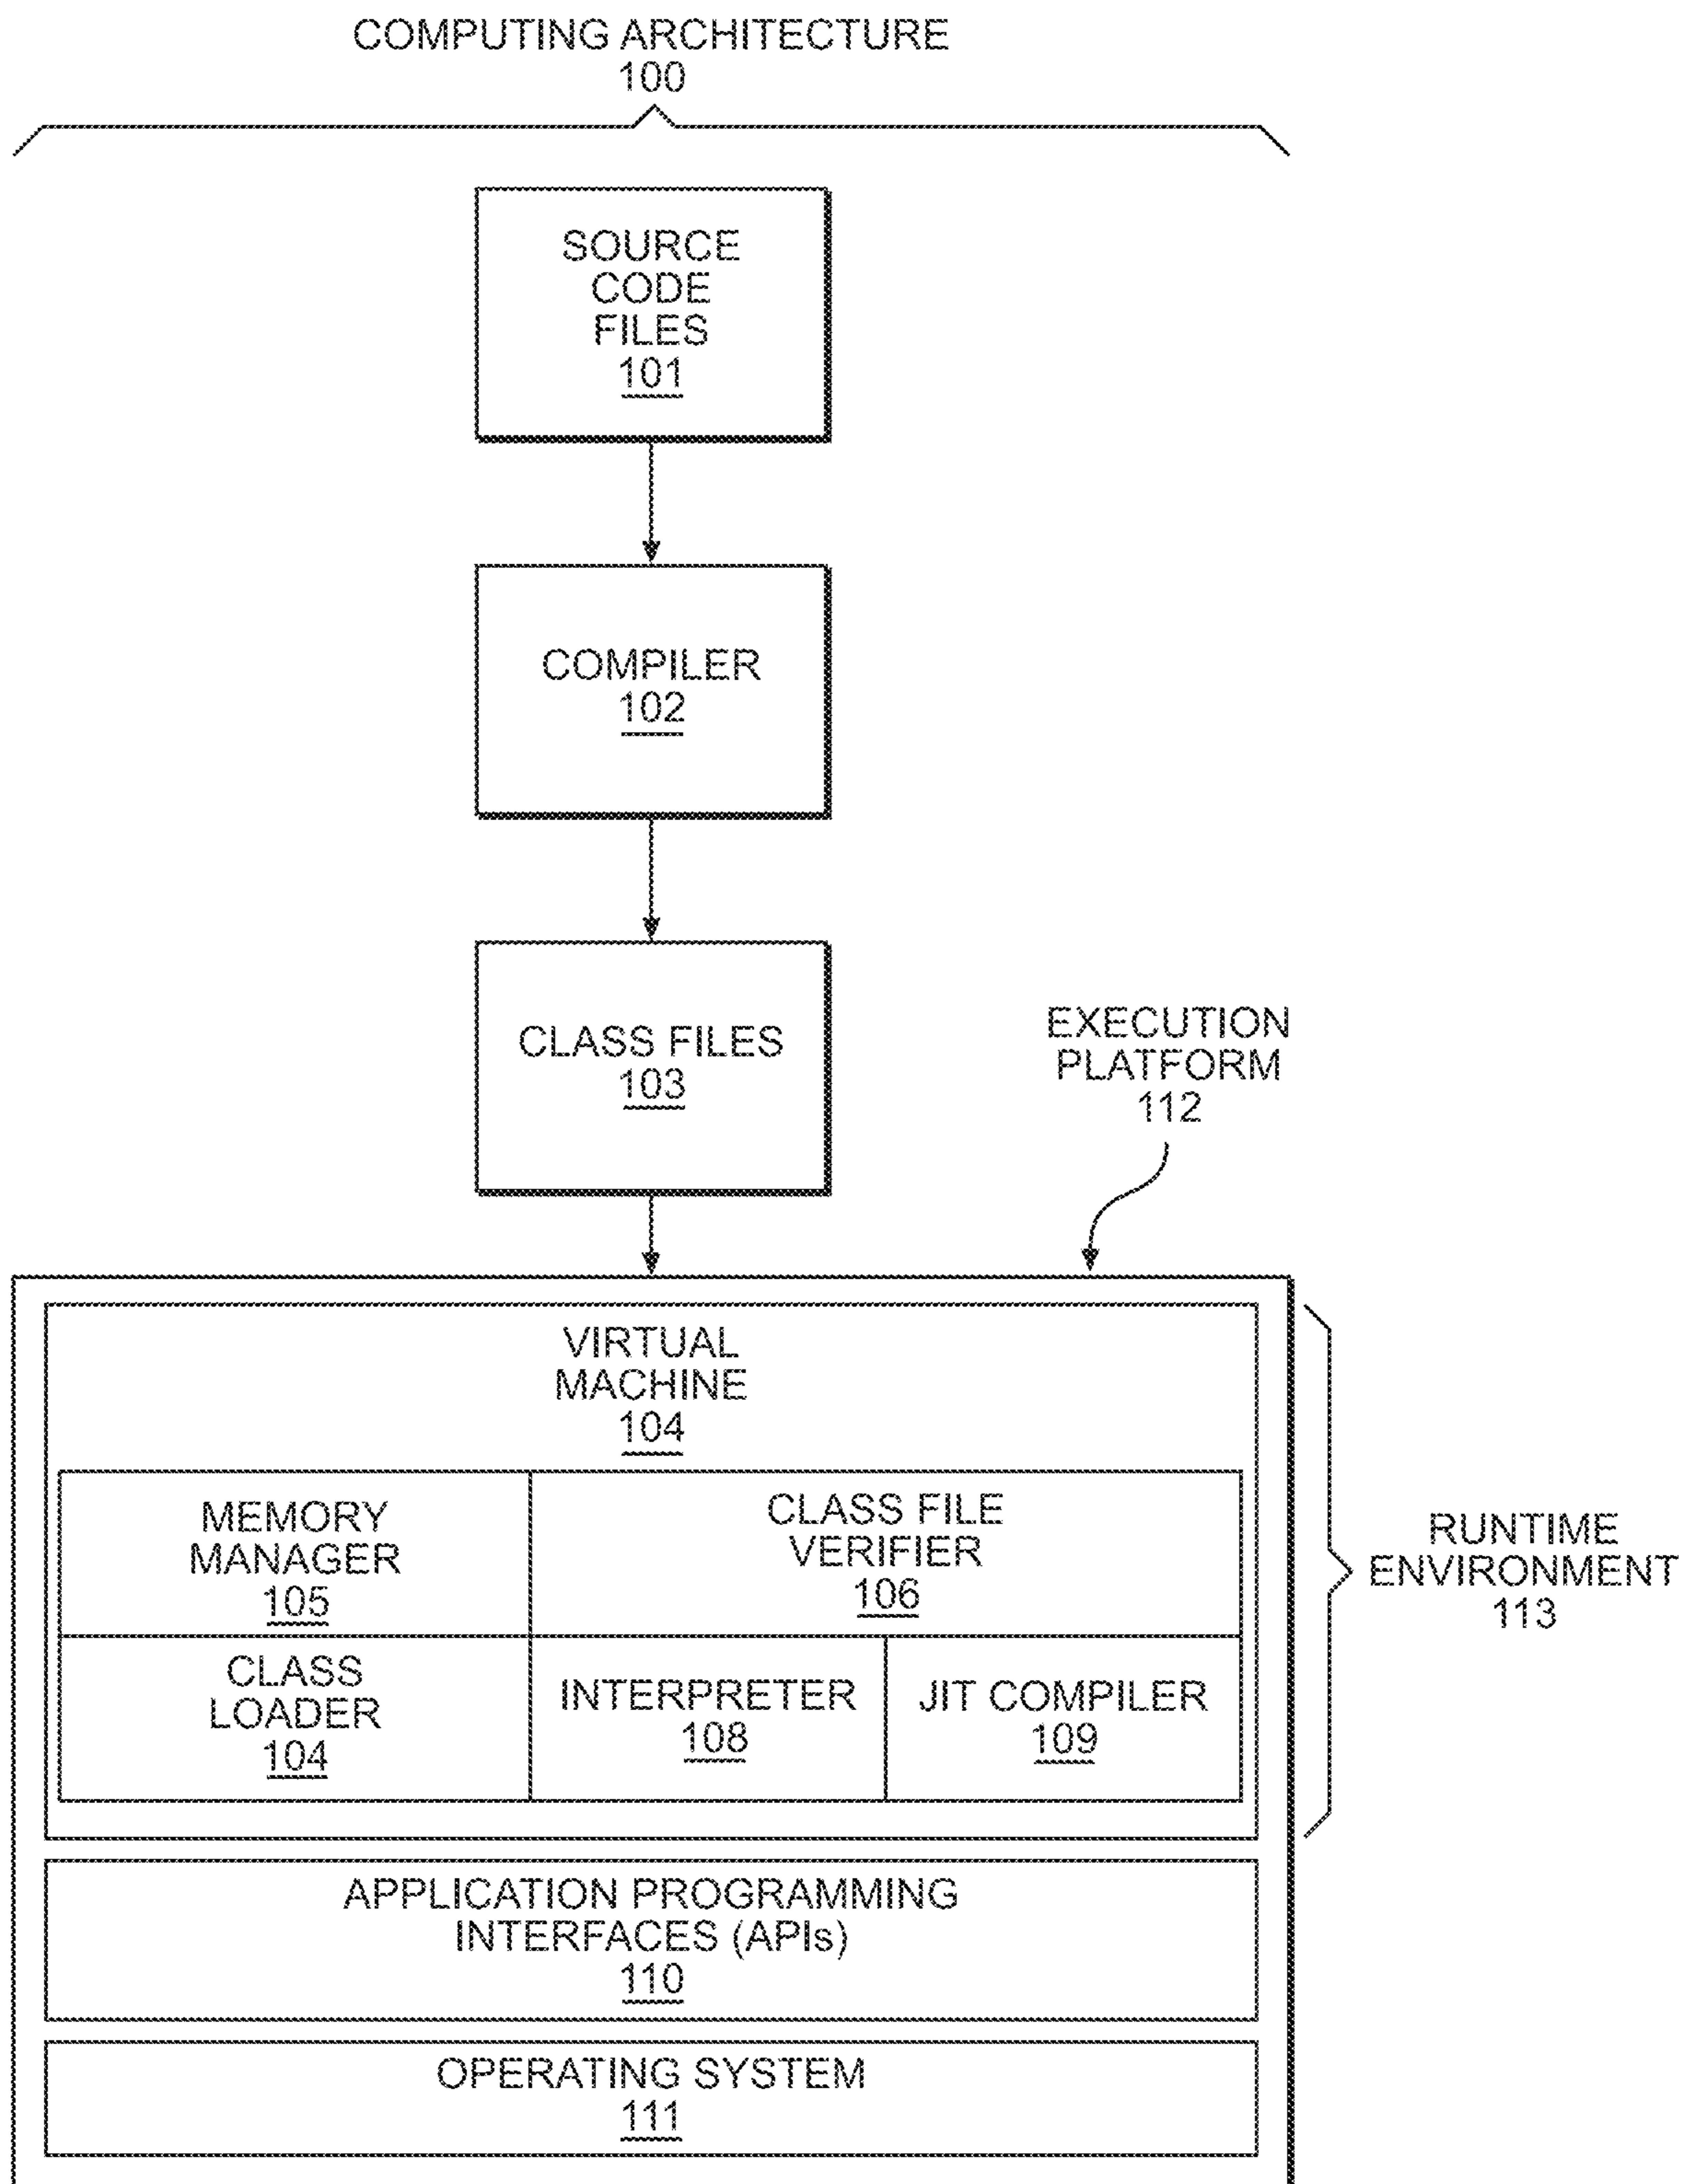 COMPUTING ARCHITECTURE
100
SOURCE
CODE
FILES
101
COMPILER
102
CLASS FILES
103
EXECUTION
PLATFORM
112
VIRTUAL
MACHINE
104
MEMORY
MANAGER
105
CLASS FILE
VERIFIER
106
CLASS
LOADER
104
INTERPRETER
108
JIT COMPILER
109
RUNTIME
ENVIRONMENT
113
APPLICATION PROGRAMMING
INTERFACES (APIs)
110
OPERATING SYSTEM
111